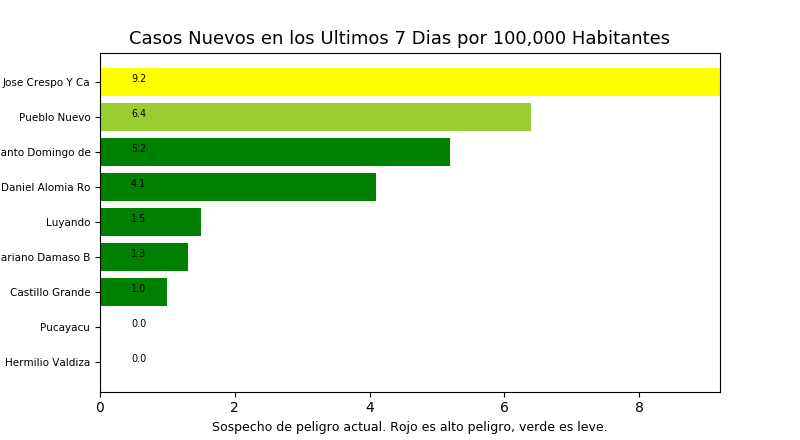 Casos Nuevos en los Ultimos 7 Dias por 100,000 Habitantes
Jose Crespo Y Ca 9.2
Pueblo Nuevo 6.4
anto Domingo de 5.2
Daniel Alomia Ro 4.1
Luyando 1.5
ariano Damaso B 1.3
Castillo Grande 1.0
Pucayacu 0.0
Hermilio Valdiza 0.0
0 2 4 6 8
Sospecho de peligro actual. Rojo es alto peligro, verde es leve.